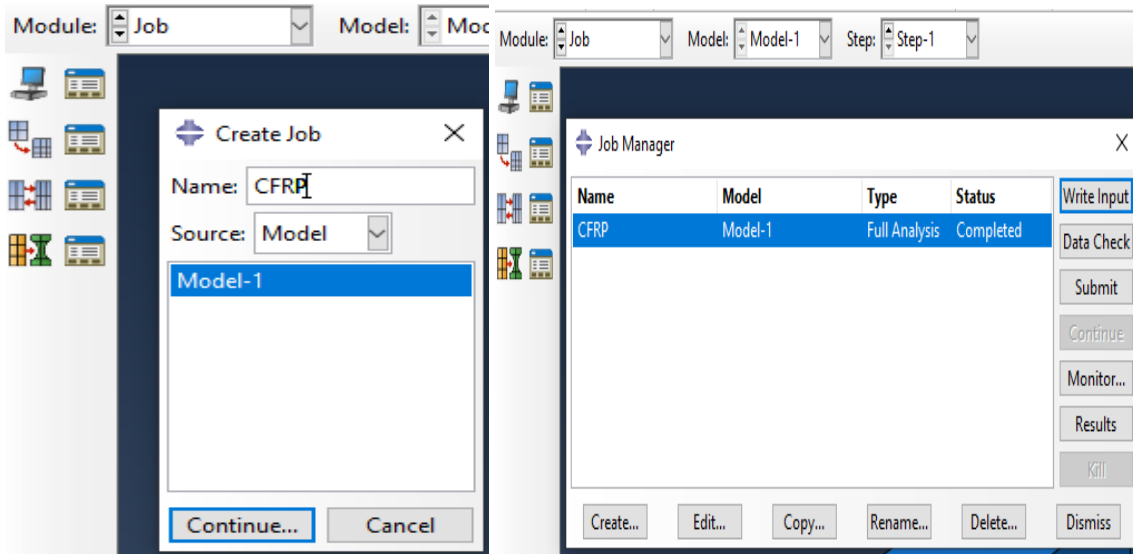 Module: Job Model: Mod
Create Job
Name: CFRP
Source: Model
Model-1
Continue... Cancel
Module: Job Model: Model-1 Step: Step-1
Job Manager
Name Model Type Status
CFRP Model-1 Full Analysis Completed
Write Input
Data Check
Submit
Continue
Monitor...
Results
Kill
Create... Edit... Copy... Rename... Delete... Dismiss